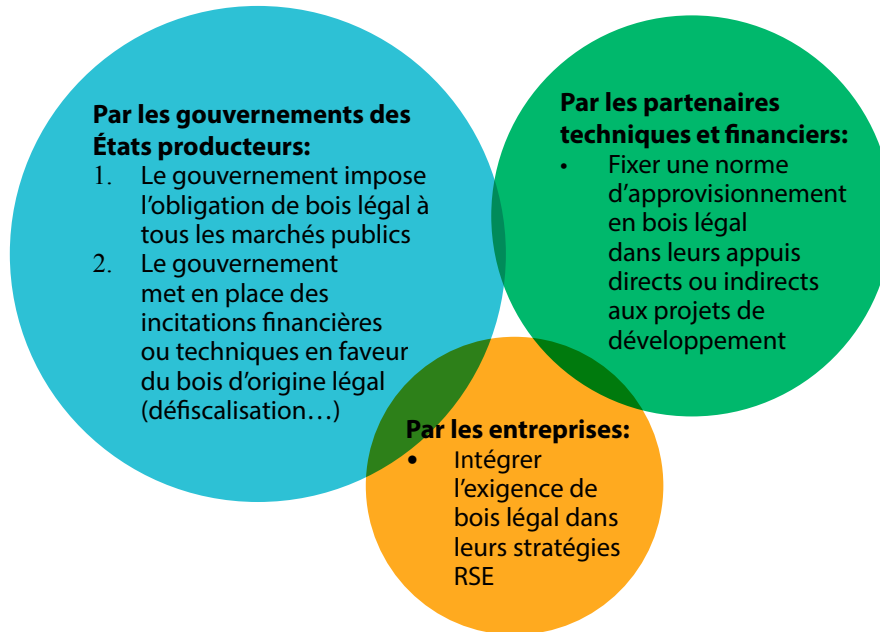 Par les gouvernements des
États producteurs:
1. Le gouvernement impose
l'obligation de bois légal à
tous les marchés publics
2. Le gouvernement
met en place des
incitations financières
ou techniques en faveur
du bois d'origine légal
(défiscalisation…)
Par les partenaires
techniques et financiers:
• Fixer une norme
d'approvisionnement
en bois légal
dans leurs appuis
directs ou indirects
aux projets de
développement
Par les entreprises:
• Intégrer
l'exigence de
bois légal dans
leurs stratégies
RSE